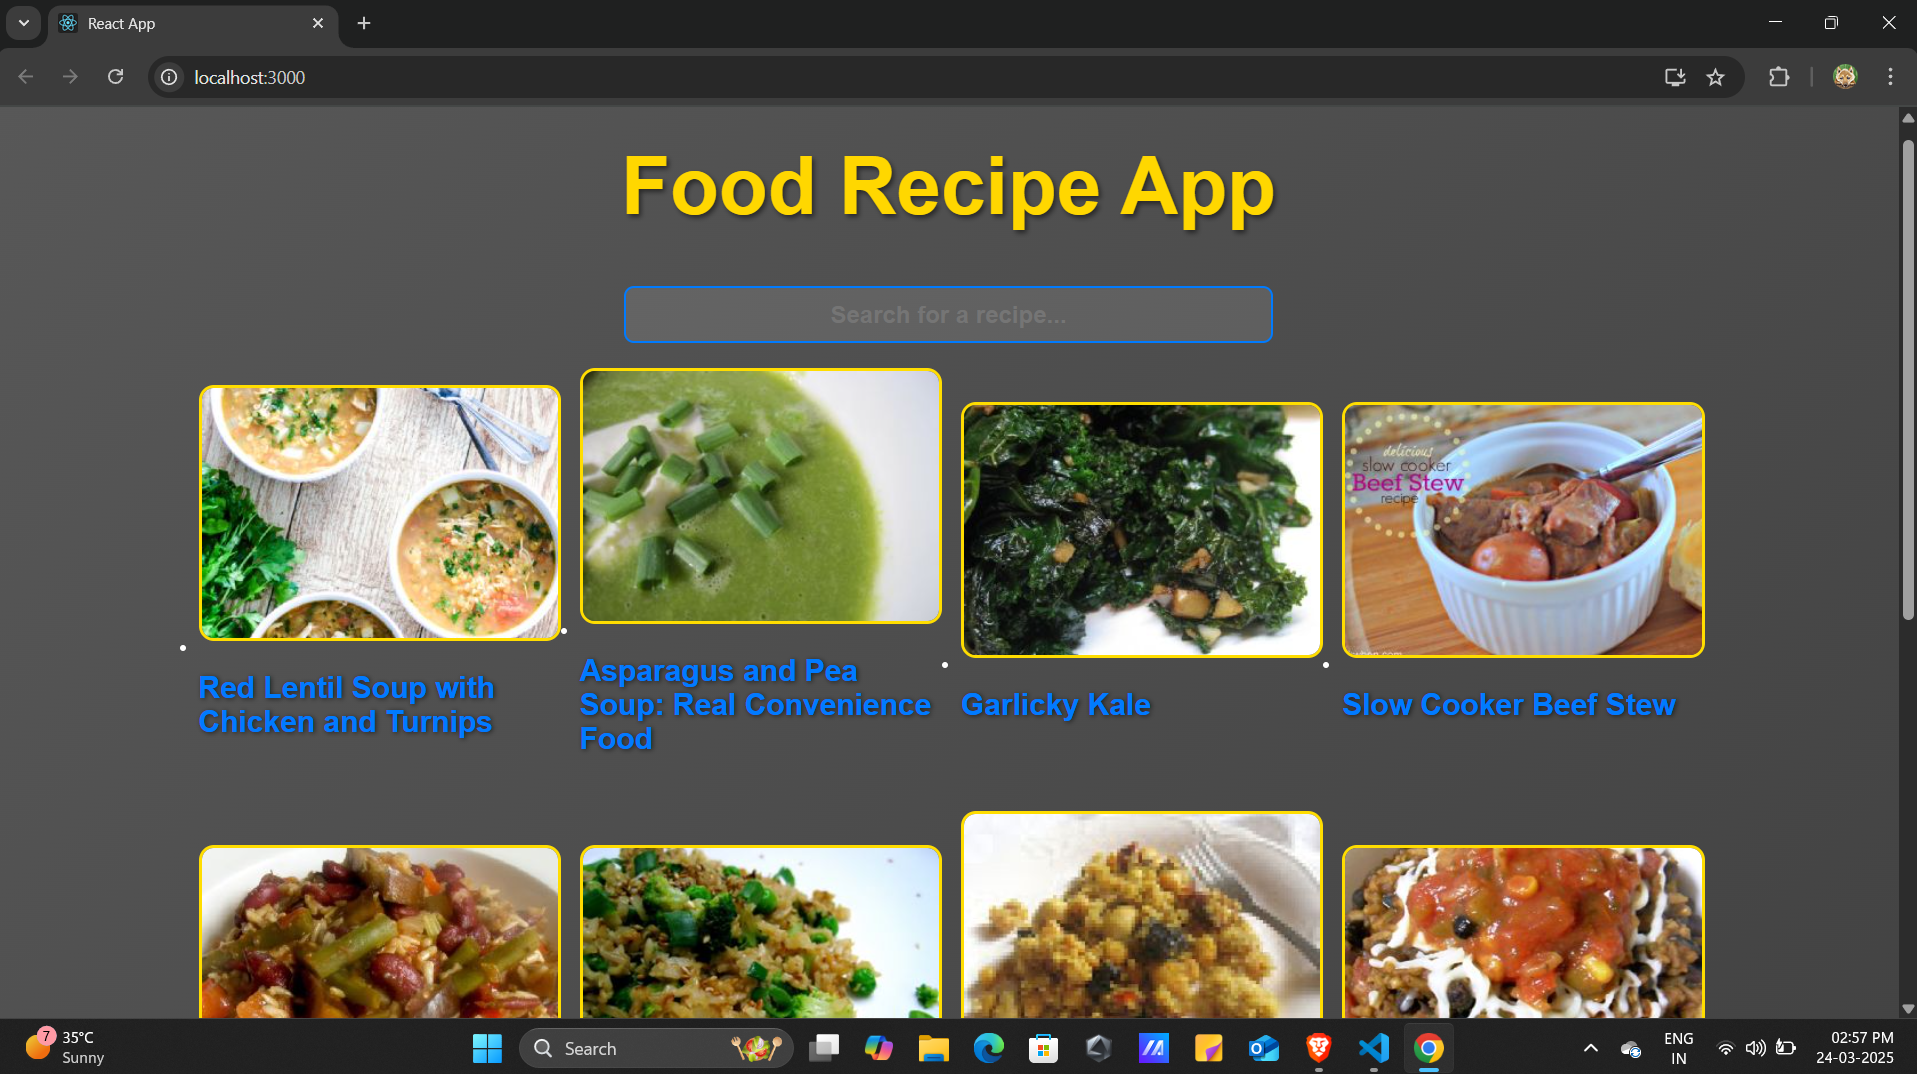 React App
localhost:3000
Food Recipe App
Search for a recipe...
delicious
slow cooker
Beef Stew
recipe
Red Lentil Soup with
Chicken and Turnips
Asparagus and Pea
Soup: Real Convenience
Food
Garlicky Kale
Slow Cooker Beef Stew
7
35°C
Sunny
Search
ENG
IN
02:57 PM
24-03-2025